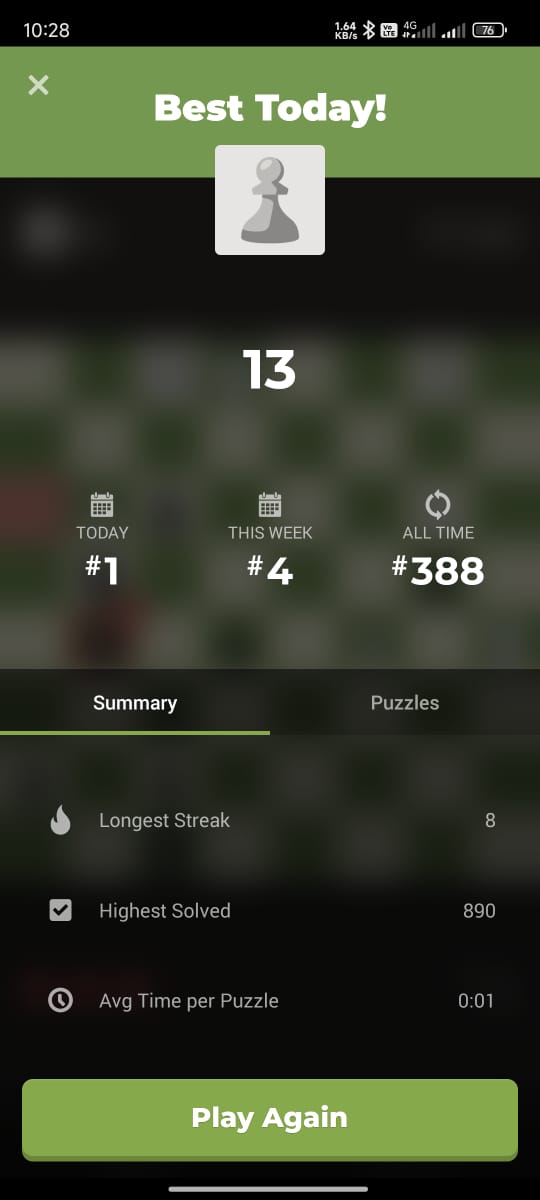 10:28
1.64
KB/s
Vo
LTE
4G
76
Best Today!
13
TODAY
THIS WEEK
ALL TIME
#1
#4
#388
Summary
Puzzles
Longest Streak
8
Highest Solved
890
Avg Time per Puzzle
0:01
Play Again